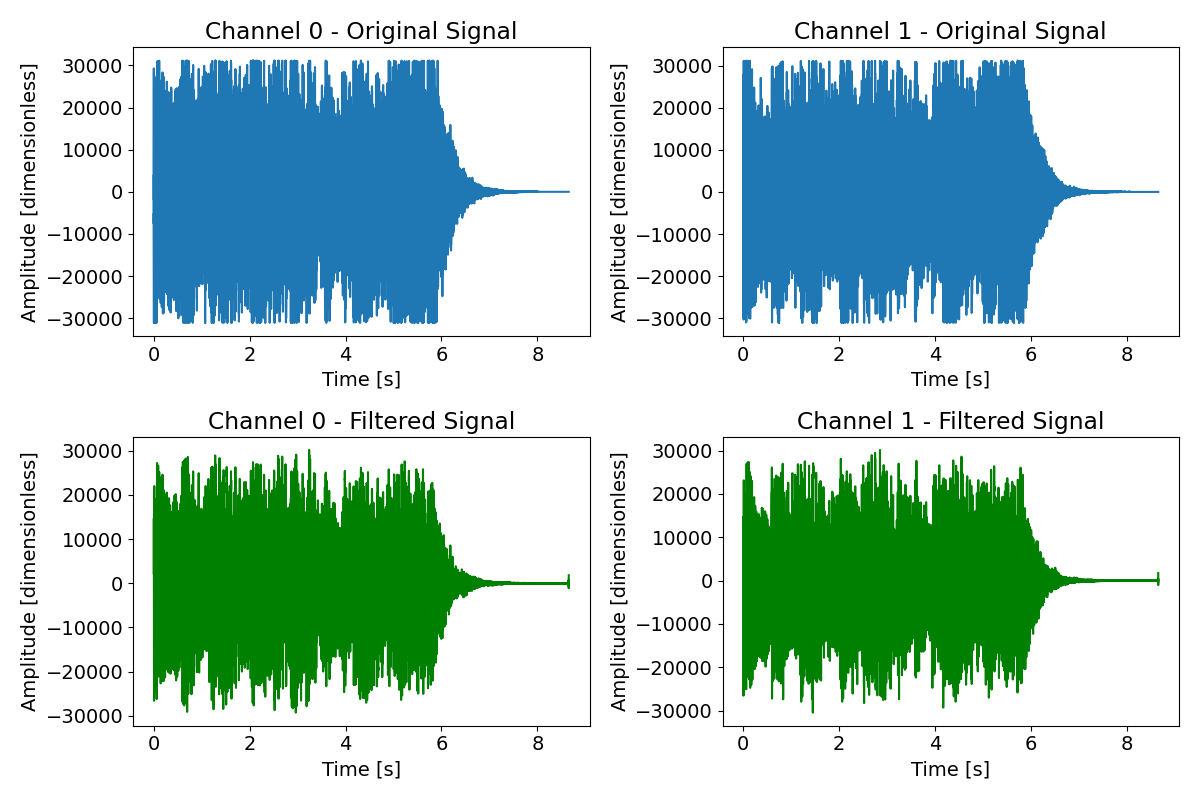 Channel 0 - Original Signal
Amplitude [dimensionless]
30000
20000
10000
0
−10000
−20000
−30000
0 2 4 6 8
Time [s]
Channel 1 - Original Signal
Amplitude [dimensionless]
30000
20000
10000
0
−10000
−20000
−30000
0 2 4 6 8
Time [s]
Channel 0 - Filtered Signal
Amplitude [dimensionless]
30000
20000
10000
0
−10000
−20000
−30000
0 2 4 6 8
Time [s]
Channel 1 - Filtered Signal
Amplitude [dimensionless]
30000
20000
10000
0
−10000
−20000
−30000
0 2 4 6 8
Time [s]